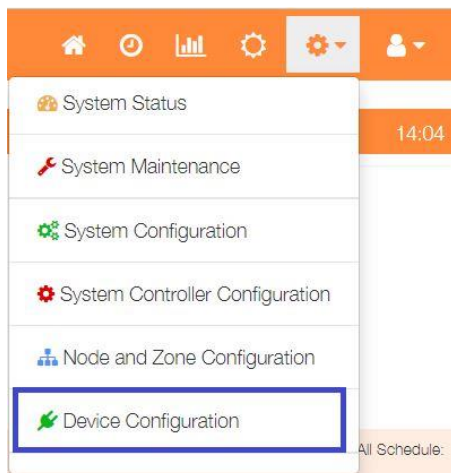 System Status
14:04
System Maintenance
System Configuration
System Controller Configuration
Node and Zone Configuration
Device Configuration
All Schedule: